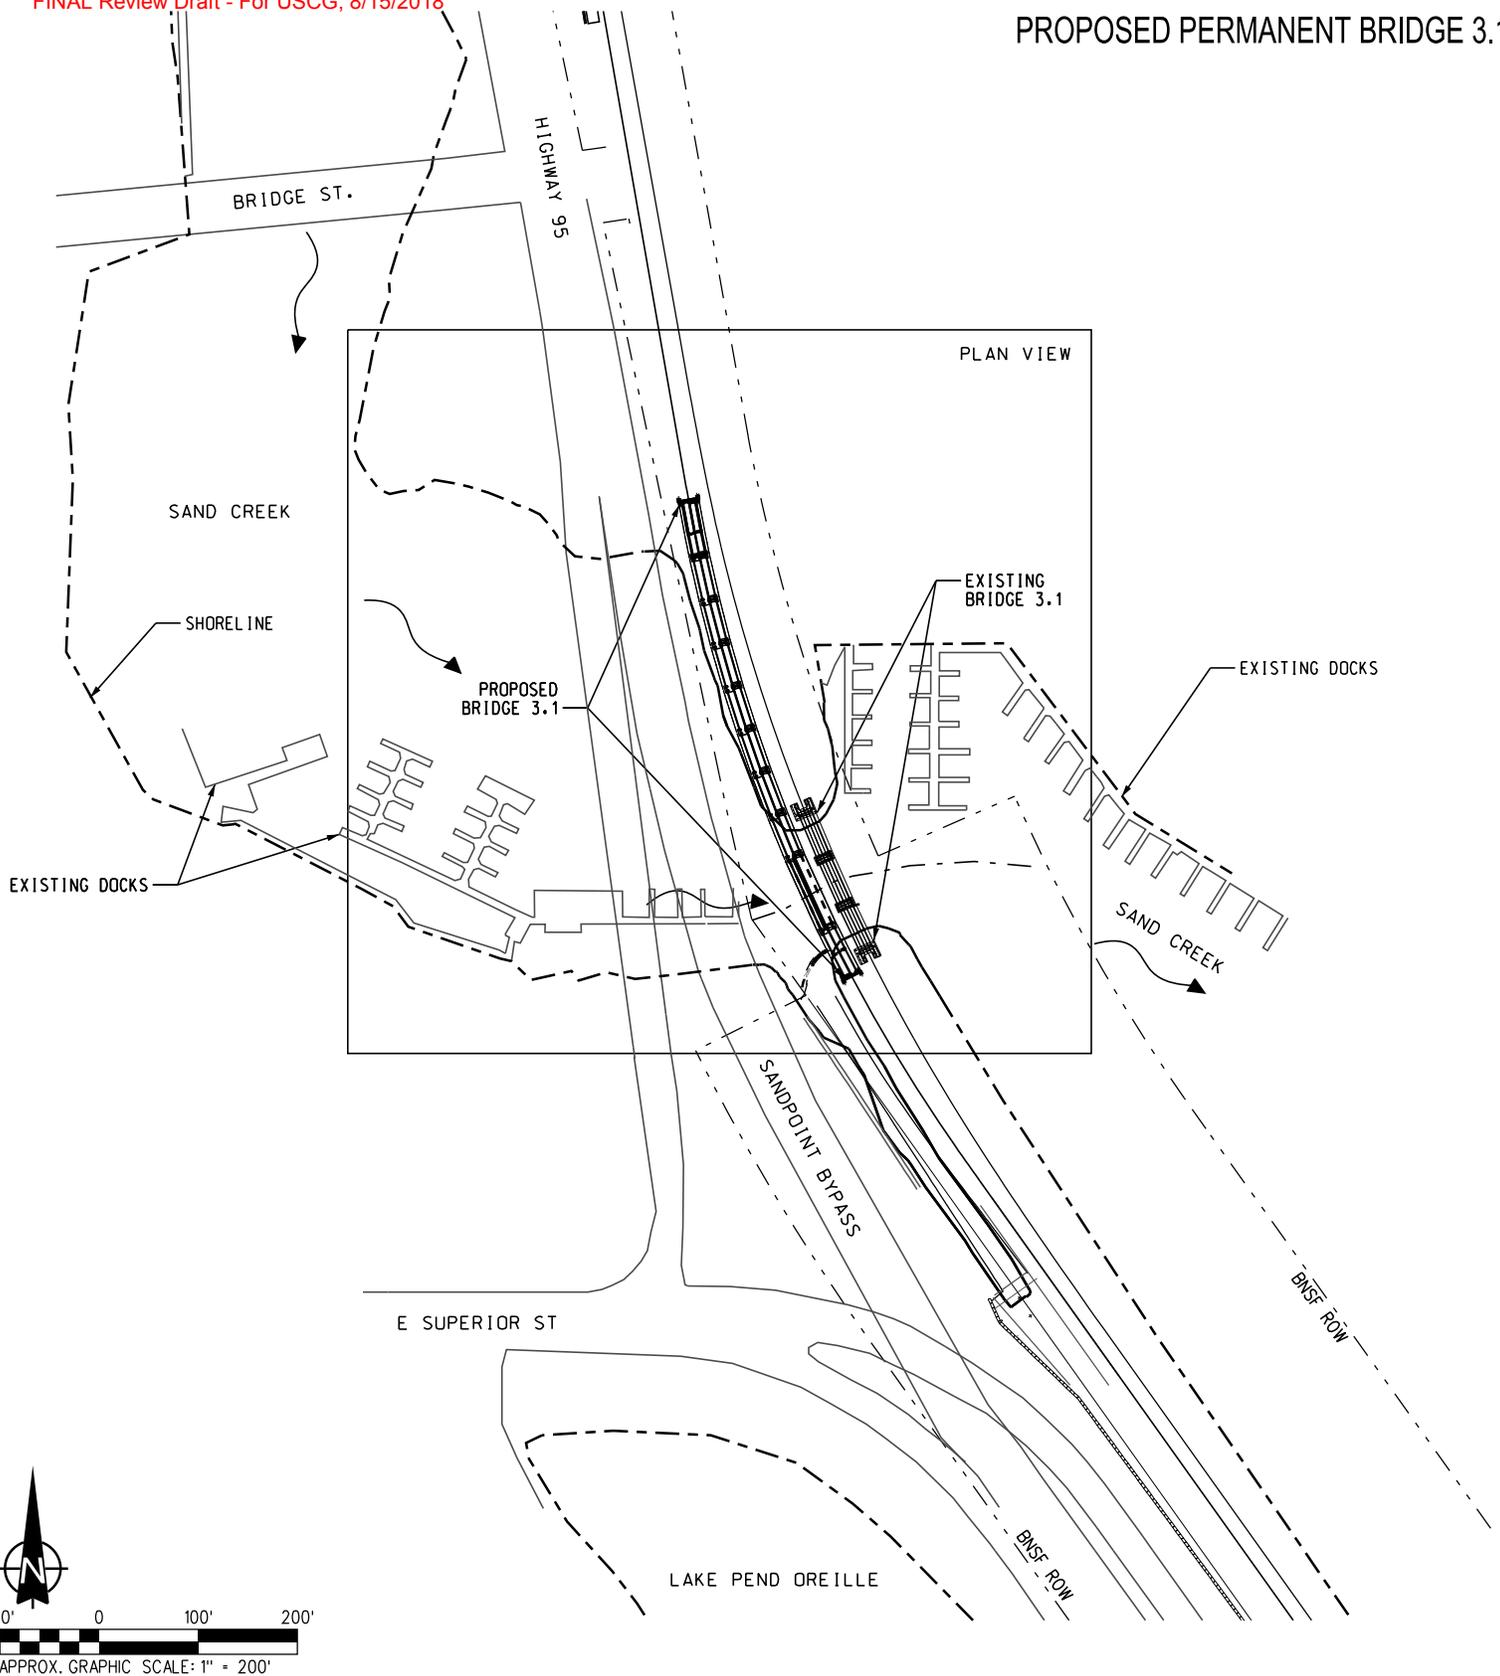 FINAL Review Draft - For USCG, 8/15/2018
PROPOSED PERMANENT BRIDGE 3.1
HIGHWAY 95
BRIDGE ST.
PLAN VIEW
SAND CREEK
EXISTING
BRIDGE 3.1
SHORELINE
EXISTING DOCKS
PROPOSED
BRIDGE 3.1
EXISTING DOCKS
SAND CREEK
SANDPOINT BYPASS
BNSF ROW
E SUPERIOR ST
BNSF ROW
LAKE PEND OREILLE
N
0'
0
100'
200'
APPROX. GRAPHIC SCALE: 1" = 200'